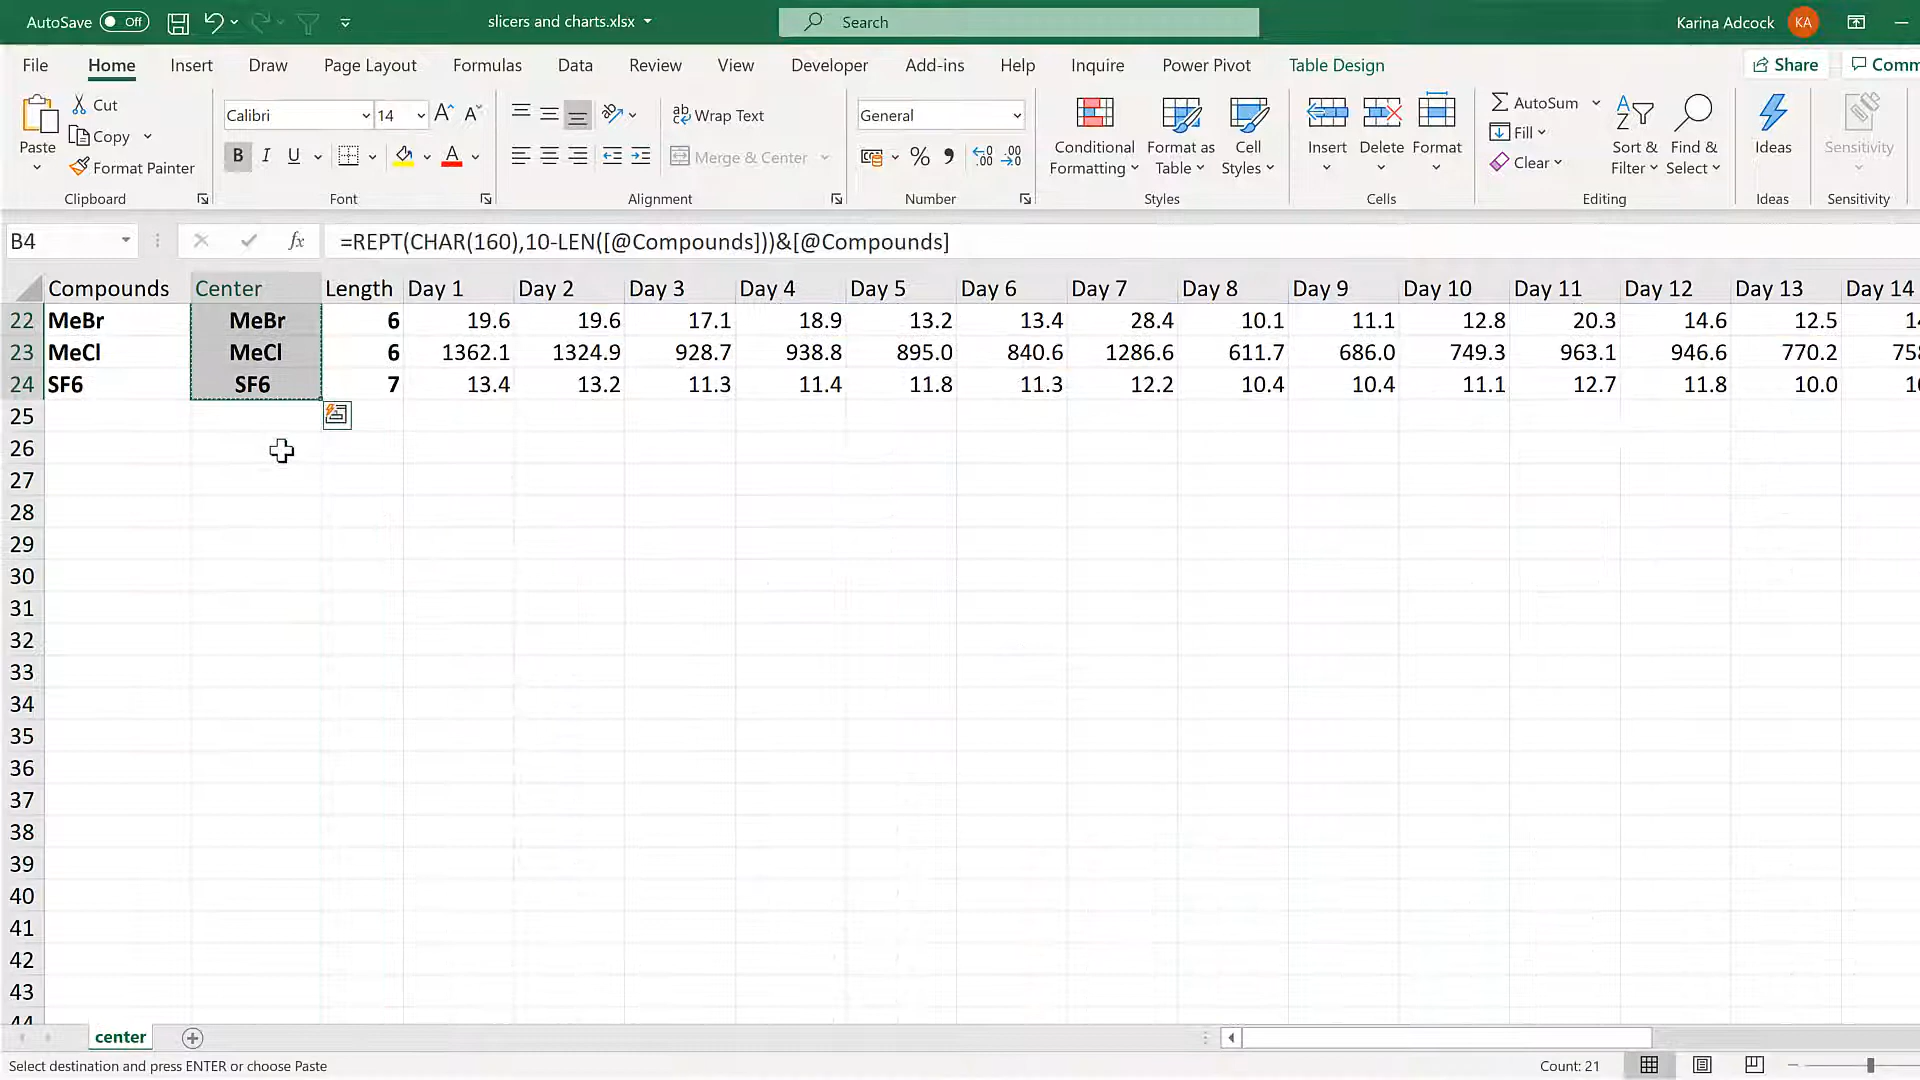 AutoSave Off slicers and charts.xlsx Search Karina Adcock KA
File Home Insert Draw Page Layout Formulas Data Review View Developer Add-ins Help Inquire Power Pivot Table Design Share Comm
Paste Cut Copy Format Painter Clipboard
Calibri 14 B I U A Font
ab Wrap Text Merge & Center Alignment
General % Number
Conditional Formatting Format as Table Cell Styles Styles
Insert Delete Format Cells
AutoSum Fill Clear Sort & Filter Find & Select Editing
Ideas Ideas
Sensitivity Sensitivity
B4 fx =REPT(CHAR(160),10-LEN([@Compounds]))&[@Compounds]
Compounds Center Length Day 1 Day 2 Day 3 Day 4 Day 5 Day 6 Day 7 Day 8 Day 9 Day 10 Day 11 Day 12 Day 13 Day 14
22 MeBr MeBr 6 19.6 19.6 17.1 18.9 13.2 13.4 28.4 10.1 11.1 12.8 20.3 14.6 12.5
23 MeCl MeCl 6 1362.1 1324.9 928.7 938.8 895.0 840.6 1286.6 611.7 686.0 749.3 963.1 946.6 770.2
24 SF6 SF6 7 13.4 13.2 11.3 11.4 11.8 11.3 12.2 10.4 10.4 11.1 12.7 11.8 10.0
25
26
27
28
29
30
31
32
33
34
35
36
37
38
39
40
41
42
43
44
center
Select destination and press ENTER or choose Paste Count: 21